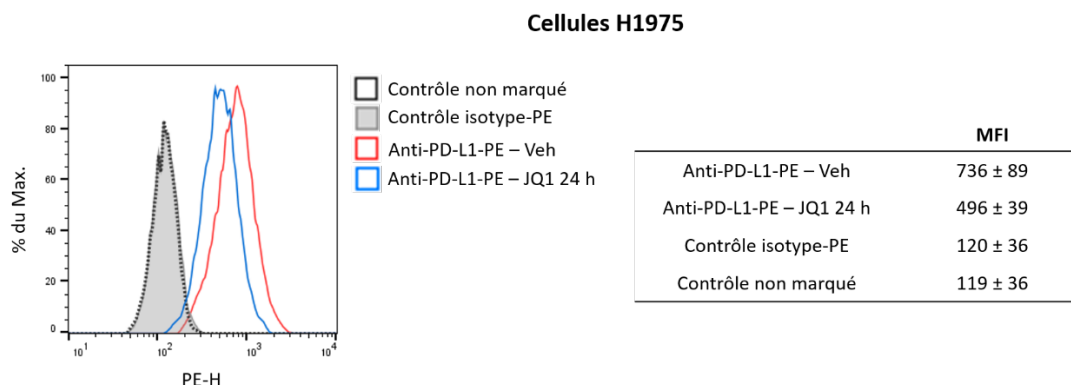 Cellules H1975
% du Max.
100
80
60
40
20
0
10¹
10²
10³
10⁴
PE-H
Contrôle non marqué
Contrôle isotype-PE
Anti-PD-L1-PE – Veh
Anti-PD-L1-PE – JQ1 24 h
MFI
Anti-PD-L1-PE – Veh 736 ± 89
Anti-PD-L1-PE – JQ1 24 h 496 ± 39
Contrôle isotype-PE 120 ± 36
Contrôle non marqué 119 ± 36